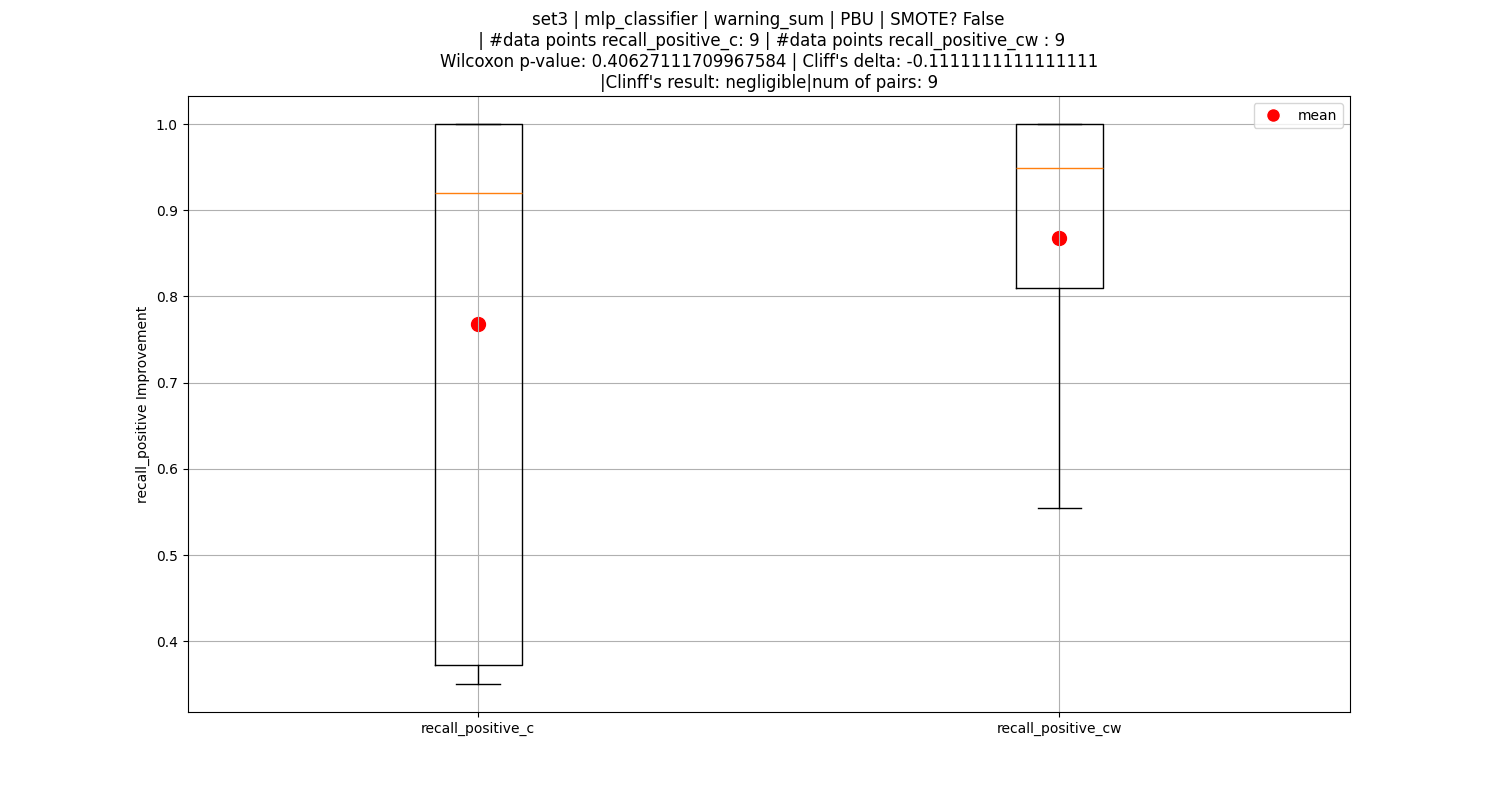 set3 | mlp_classifier | warning_sum | PBU | SMOTE? False
| #data points recall_positive_c: 9 | #data points recall_positive_cw : 9
Wilcoxon p-value: 0.40627111709967584 | Cliff's delta: -0.1111111111111111
|Clinff's result: negligible|num of pairs: 9
mean
1.0
0.9
0.8
0.7
0.6
0.5
0.4
recall_positive Improvement
recall_positive_c
recall_positive_cw